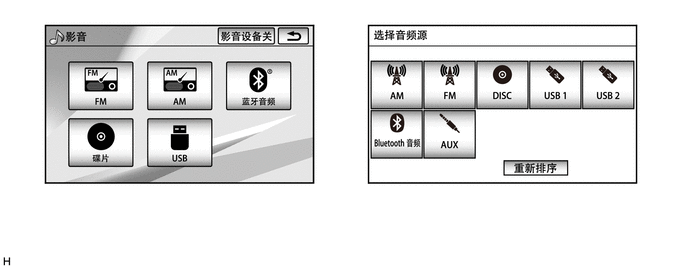 影音
影音设备关
FM
FM
AM
AM
蓝牙音频
碟片
USB
选择音频源
AM
FM
DISC
USB 1
USB 2
Bluetooth 音频
AUX
重新排序
H